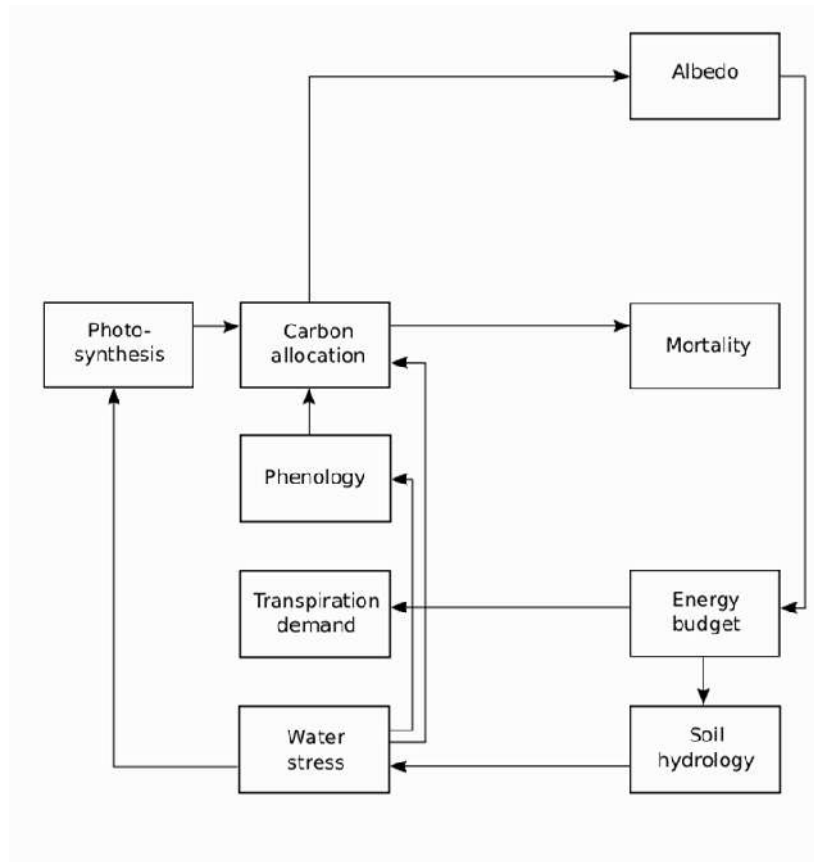 Albedo
Photo-
synthesis
Carbon
allocation
Mortality
Phenology
Transpiration
demand
Energy
budget
Water
stress
Soil
hydrology